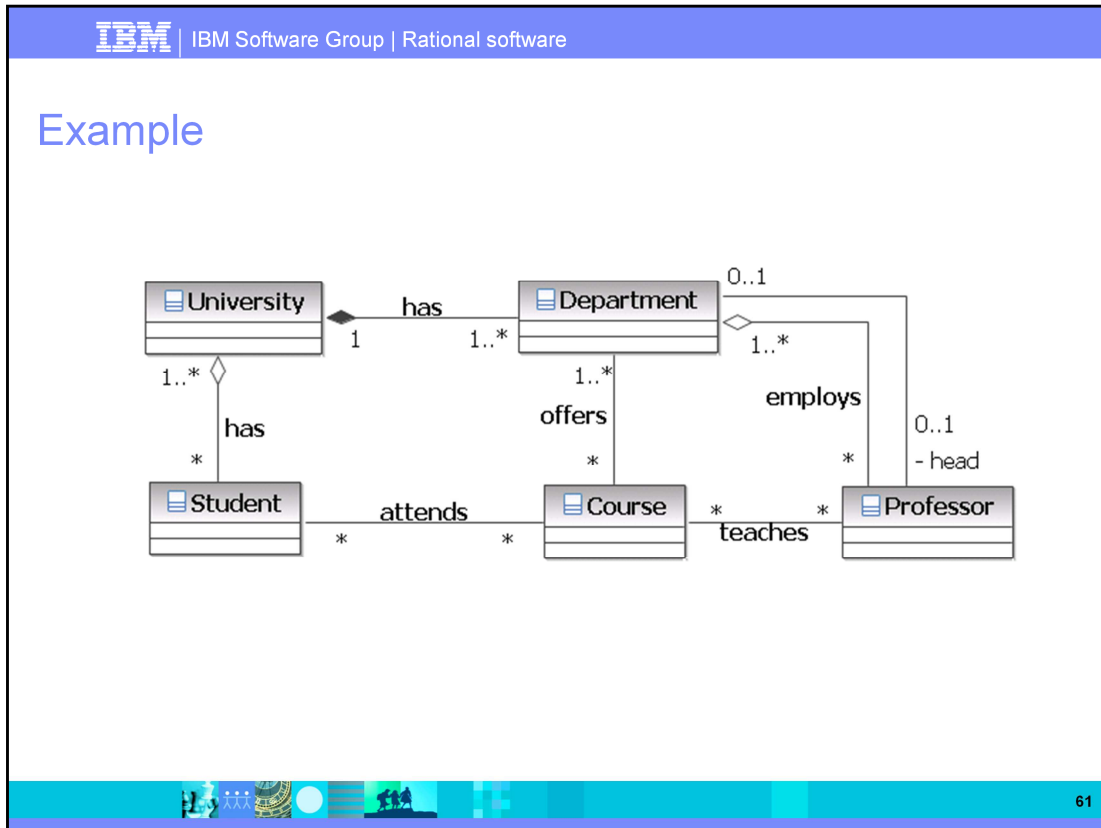 IBM | IBM Software Group | Rational software
Example
0..1
University
has
Department
1
1..*
1..*
1..*
1..*
employs
offers
has
0..1
*
*
*
- head
Student
attends
Course
*
*
Professor
*
*
teaches
61